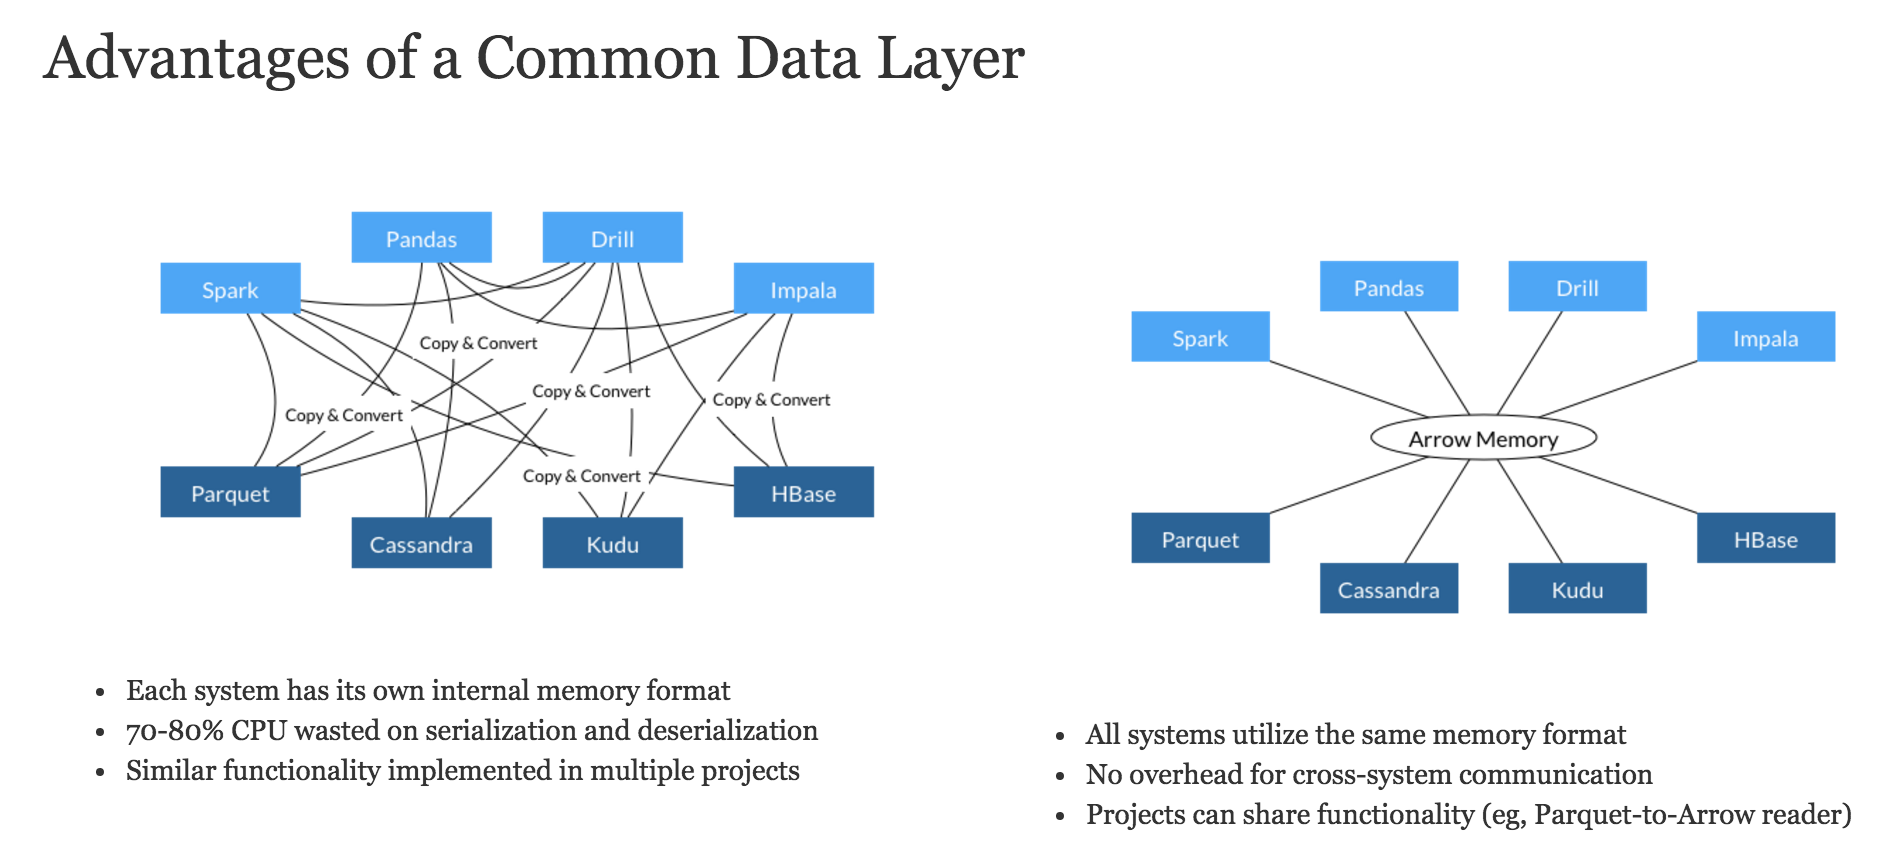 Advantages of a Common Data Layer
Pandas
Drill
Spark
Impala
Copy & Convert
Copy & Convert
Copy & Convert
Copy & Convert
Copy & Convert
Parquet
HBase
Cassandra
Kudu
• Each system has its own internal memory format
• 70-80% CPU wasted on serialization and deserialization
• Similar functionality implemented in multiple projects
Pandas
Drill
Spark
Impala
Arrow Memory
Parquet
HBase
Cassandra
Kudu
• All systems utilize the same memory format
• No overhead for cross-system communication
• Projects can share functionality (eg, Parquet-to-Arrow reader)